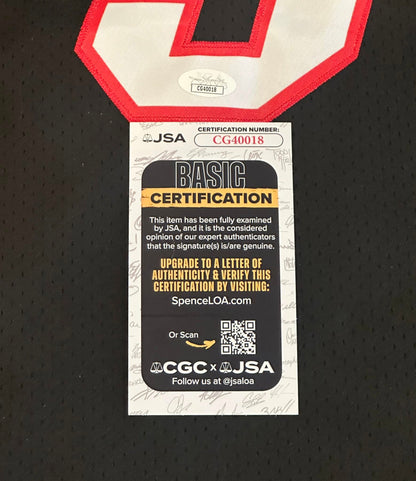 CG40018
JSA
CERTIFICATION NUMBER:
CG40018
BASIC
CERTIFICATION
This item has been fully examined
by JSA, and it is the considered
opinion of our expert authenticators
that the signature(s) is/are genuine.
UPGRADE TO A LETTER OF
AUTHENTICITY & VERIFY THIS
CERTIFICATION BY VISITING:
SpenceLOA.com
Or Scan
CGC x JSA
Follow us at @jsaloa